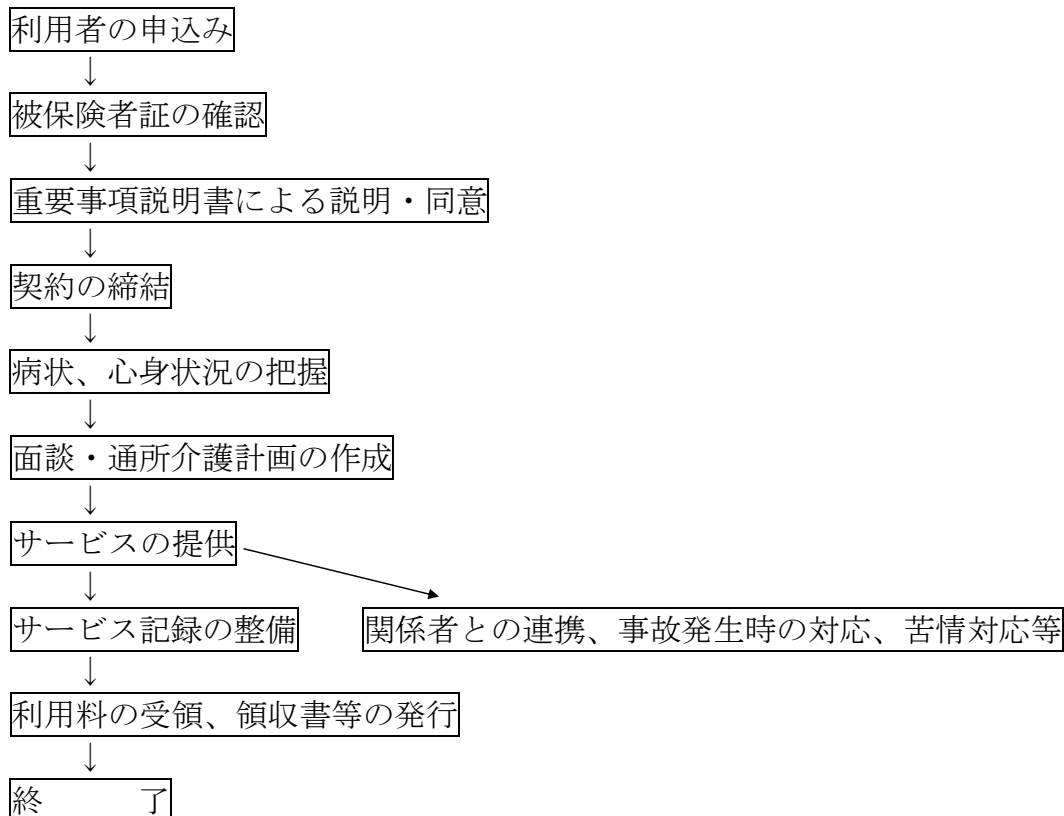 利用者の申込み
↓
被保険者証の確認
↓
重要事項説明書による説明・同意
↓
契約の締結
↓
病状、心身状況の把握
↓
面談・通所介護計画の作成
↓
サービスの提供
↓
サービス記録の整備　関係者との連携、事故発生時の対応、苦情対応等
↓
利用料の受領、領収書等の発行
↓
終　　　了